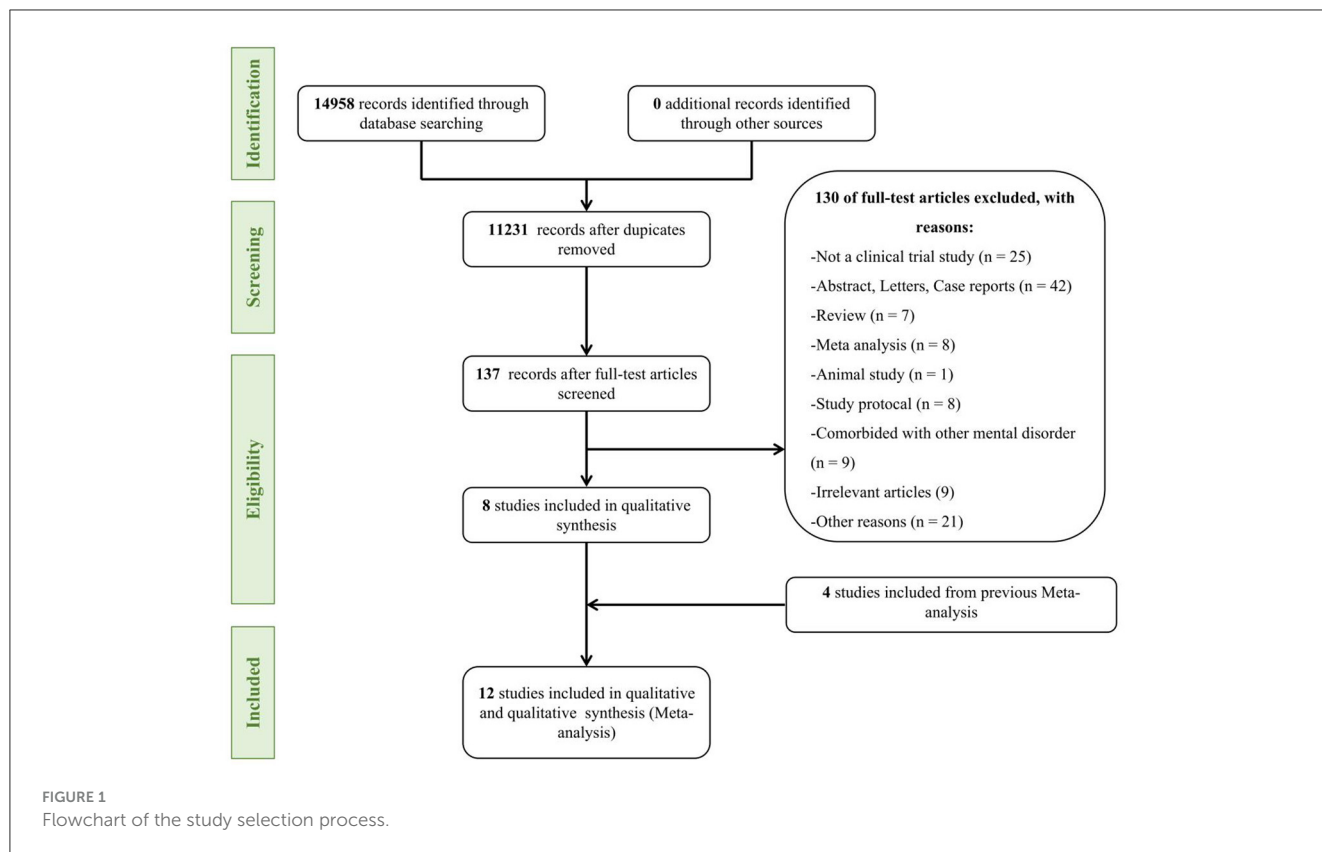 Identification
14958 records identified through
database searching
0 additional records identified
through other sources
Screening
11231 records after dupicates
removed
130 of full-test articles excluded, with
reasons:
-Not a clinical trial study (n = 25)
-Abstract, Letters, Case reports (n = 42)
-Review (n = 7)
-Meta analysis (n = 8)
-Animal study (n = 1)
-Study protocal (n = 8)
-Comorbided with other mental disorder
(n = 9)
-Irrelevant articles (9)
-Other reasons (n = 21)
Eligibility
137 records after full-test articles
screened
8 studies included in qualitative
synthesis
4 studies included from previous Meta-
analysis
Included
12 studies included in qualitative
and qualitative synthesis (Meta-
analysis)
FIGURE 1
Flowchart of the study selection process.